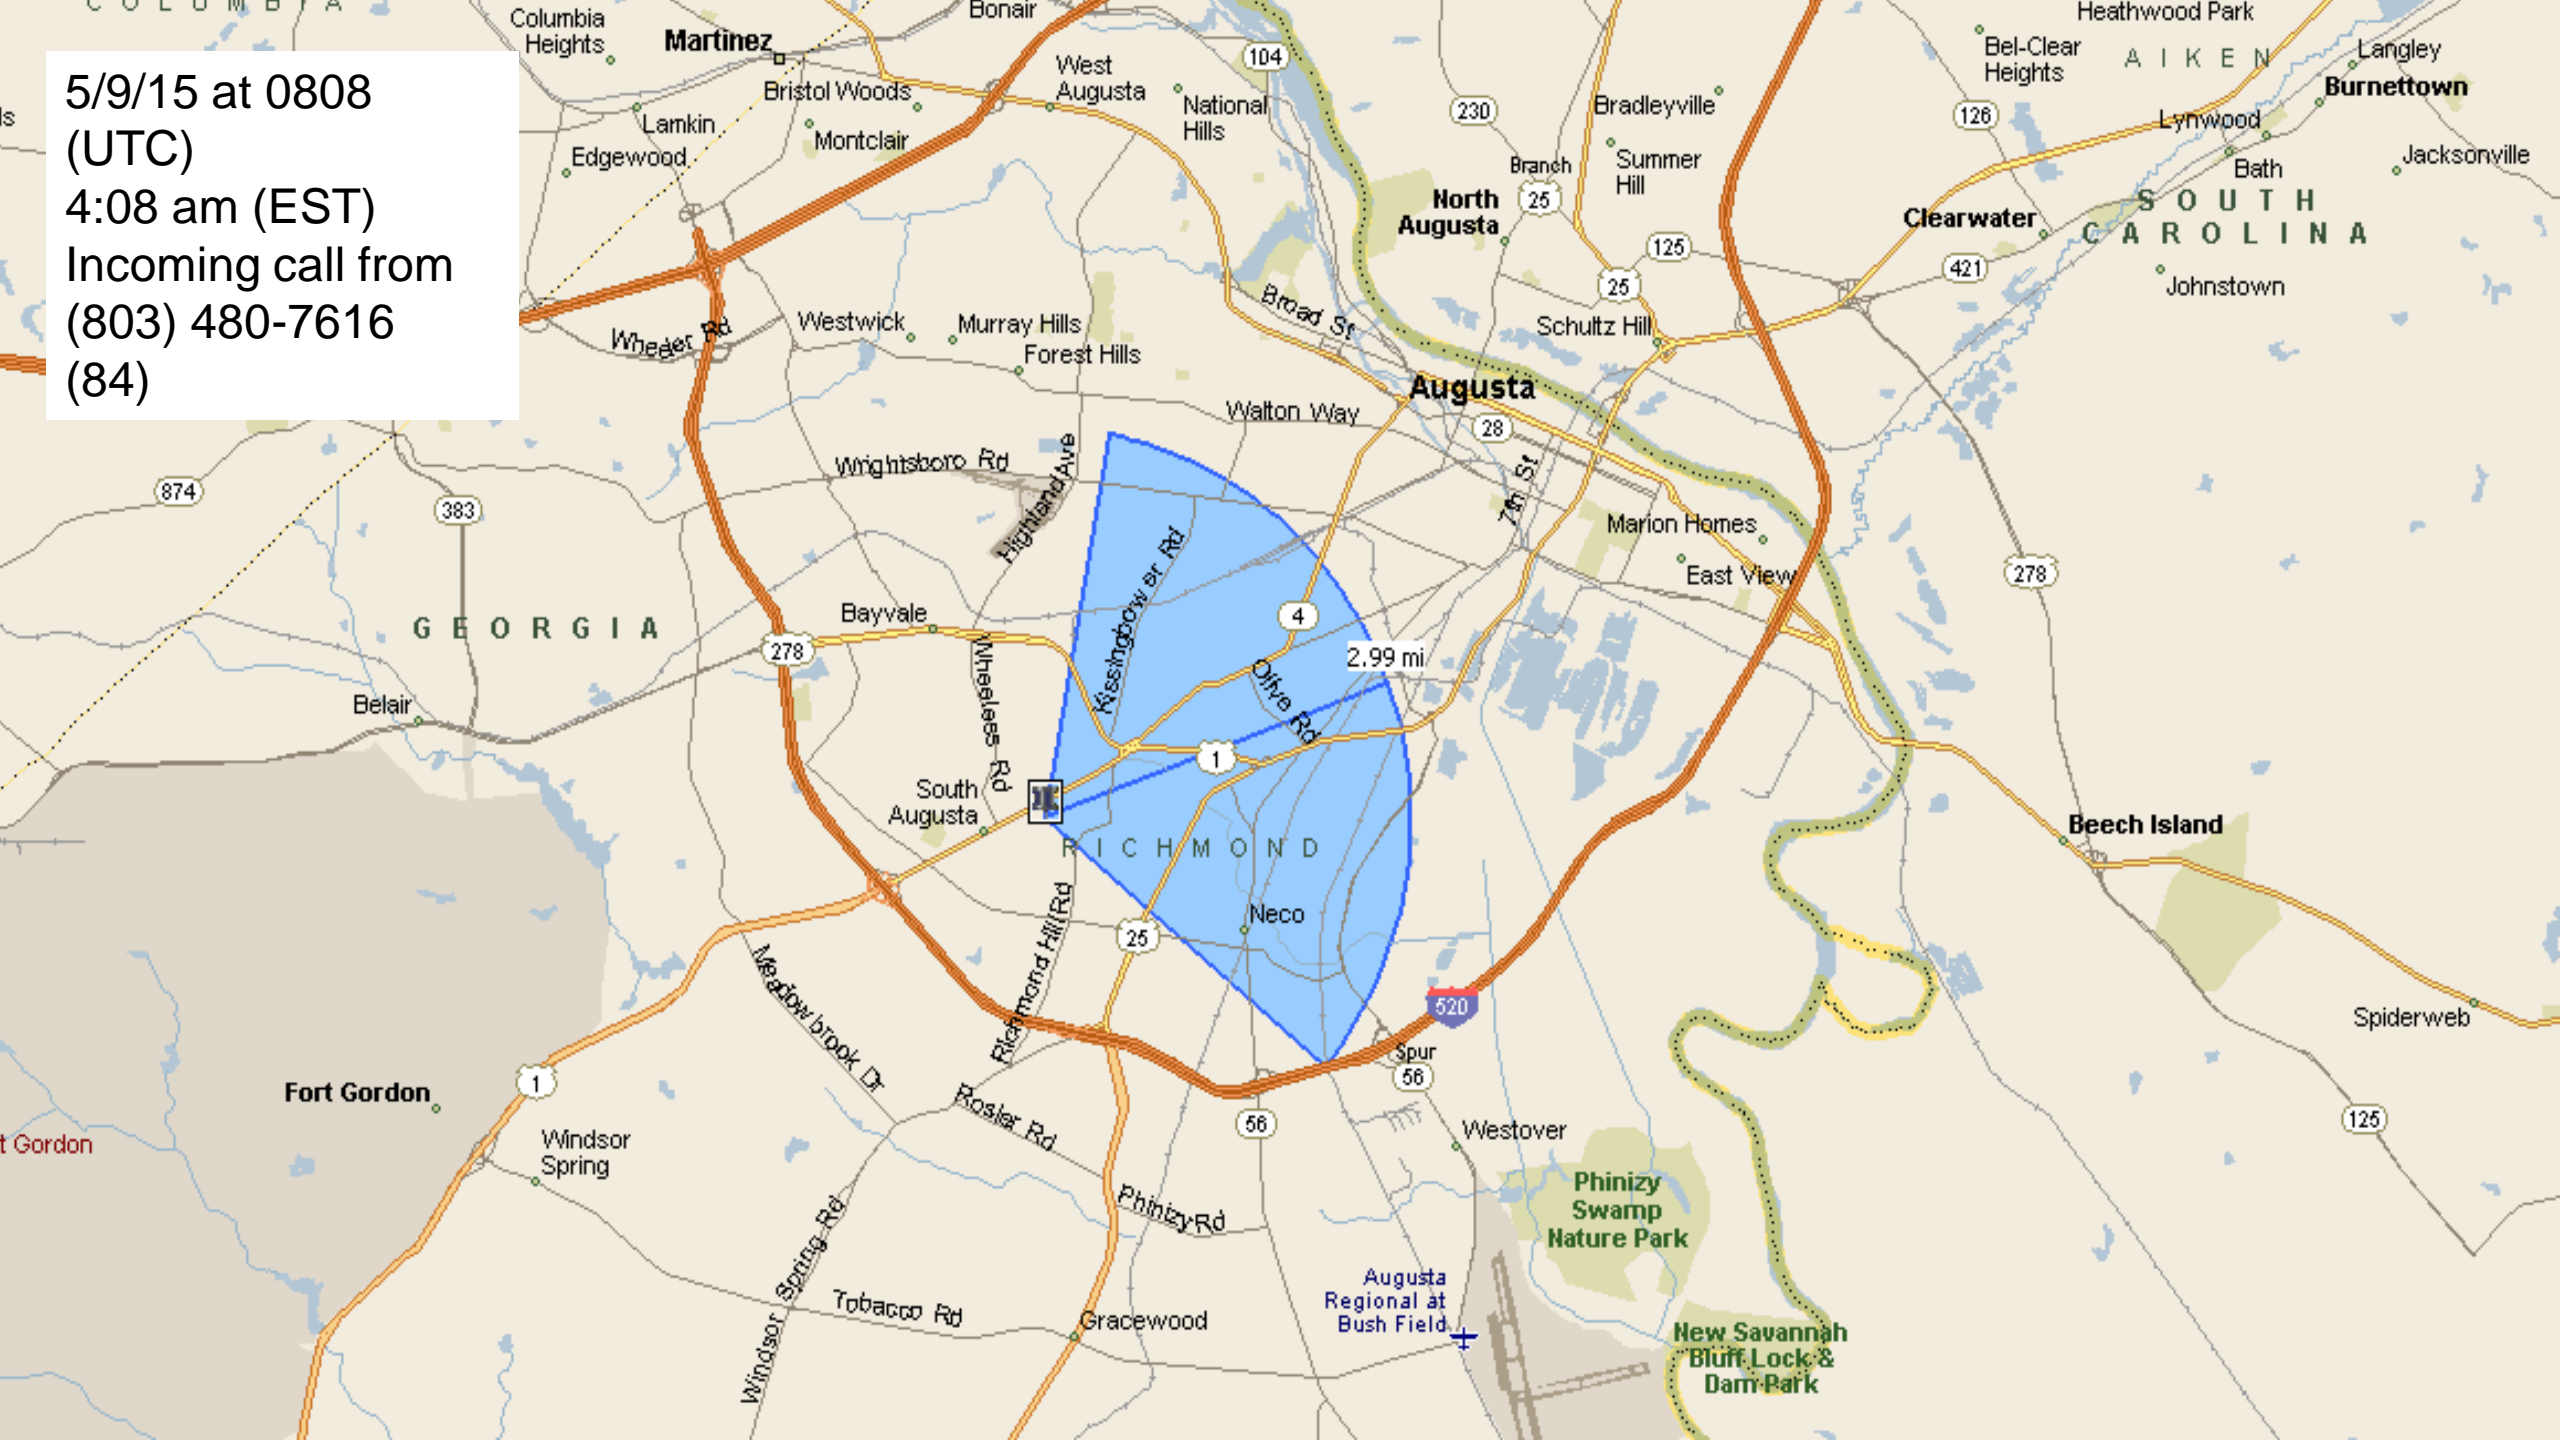 5/9/15 at 0808
(UTC)
4:08 am (EST)
Incoming call from
(803) 480-7616
(84)
COLUMBIA
Columbia
Heights
Martinez
Bonair
Lamkin
Edgewood
Bristol Woods
Montclair
West
Augusta
National
Hills
104
230
Bradleyville
Branch
25
Summer
Hill
North
Augusta
125
25
Schultz Hill
Heathwood Park
Bel-Clear
Heights
AIKEN
Langley
Burnettown
126
Lynwood
Bath
Jacksonville
SOUTH
CAROLINA
Clearwater
421
Johnstown
ls
Wheeler Rd
Westwick
Murray Hills
Forest Hills
Broad St
Augusta
Walton Way
28
7th St
Wrightsboro Rd
Highland Ave
874
383
Marion Homes
East View
278
GEORGIA
Bayvale
278
Kissingbower Rd
4
2.99 mi
Olive Rd
Wheeless Rd
Belair
1
South
Augusta
RICHMOND
Beech Island
Neco
25
Richmond Hill Rd
Meadowbrook Dr
520
Spur
56
56
Spiderweb
125
Fort Gordon
1
t Gordon
Windsor
Spring
Rosier Rd
Westover
Phinizy Rd
Phinizy
Swamp
Nature Park
Windsor Spring Rd
Tobacco Rd
Gracewood
Augusta
Regional at
Bush Field
New Savannah
Bluff Lock &
Dam Park